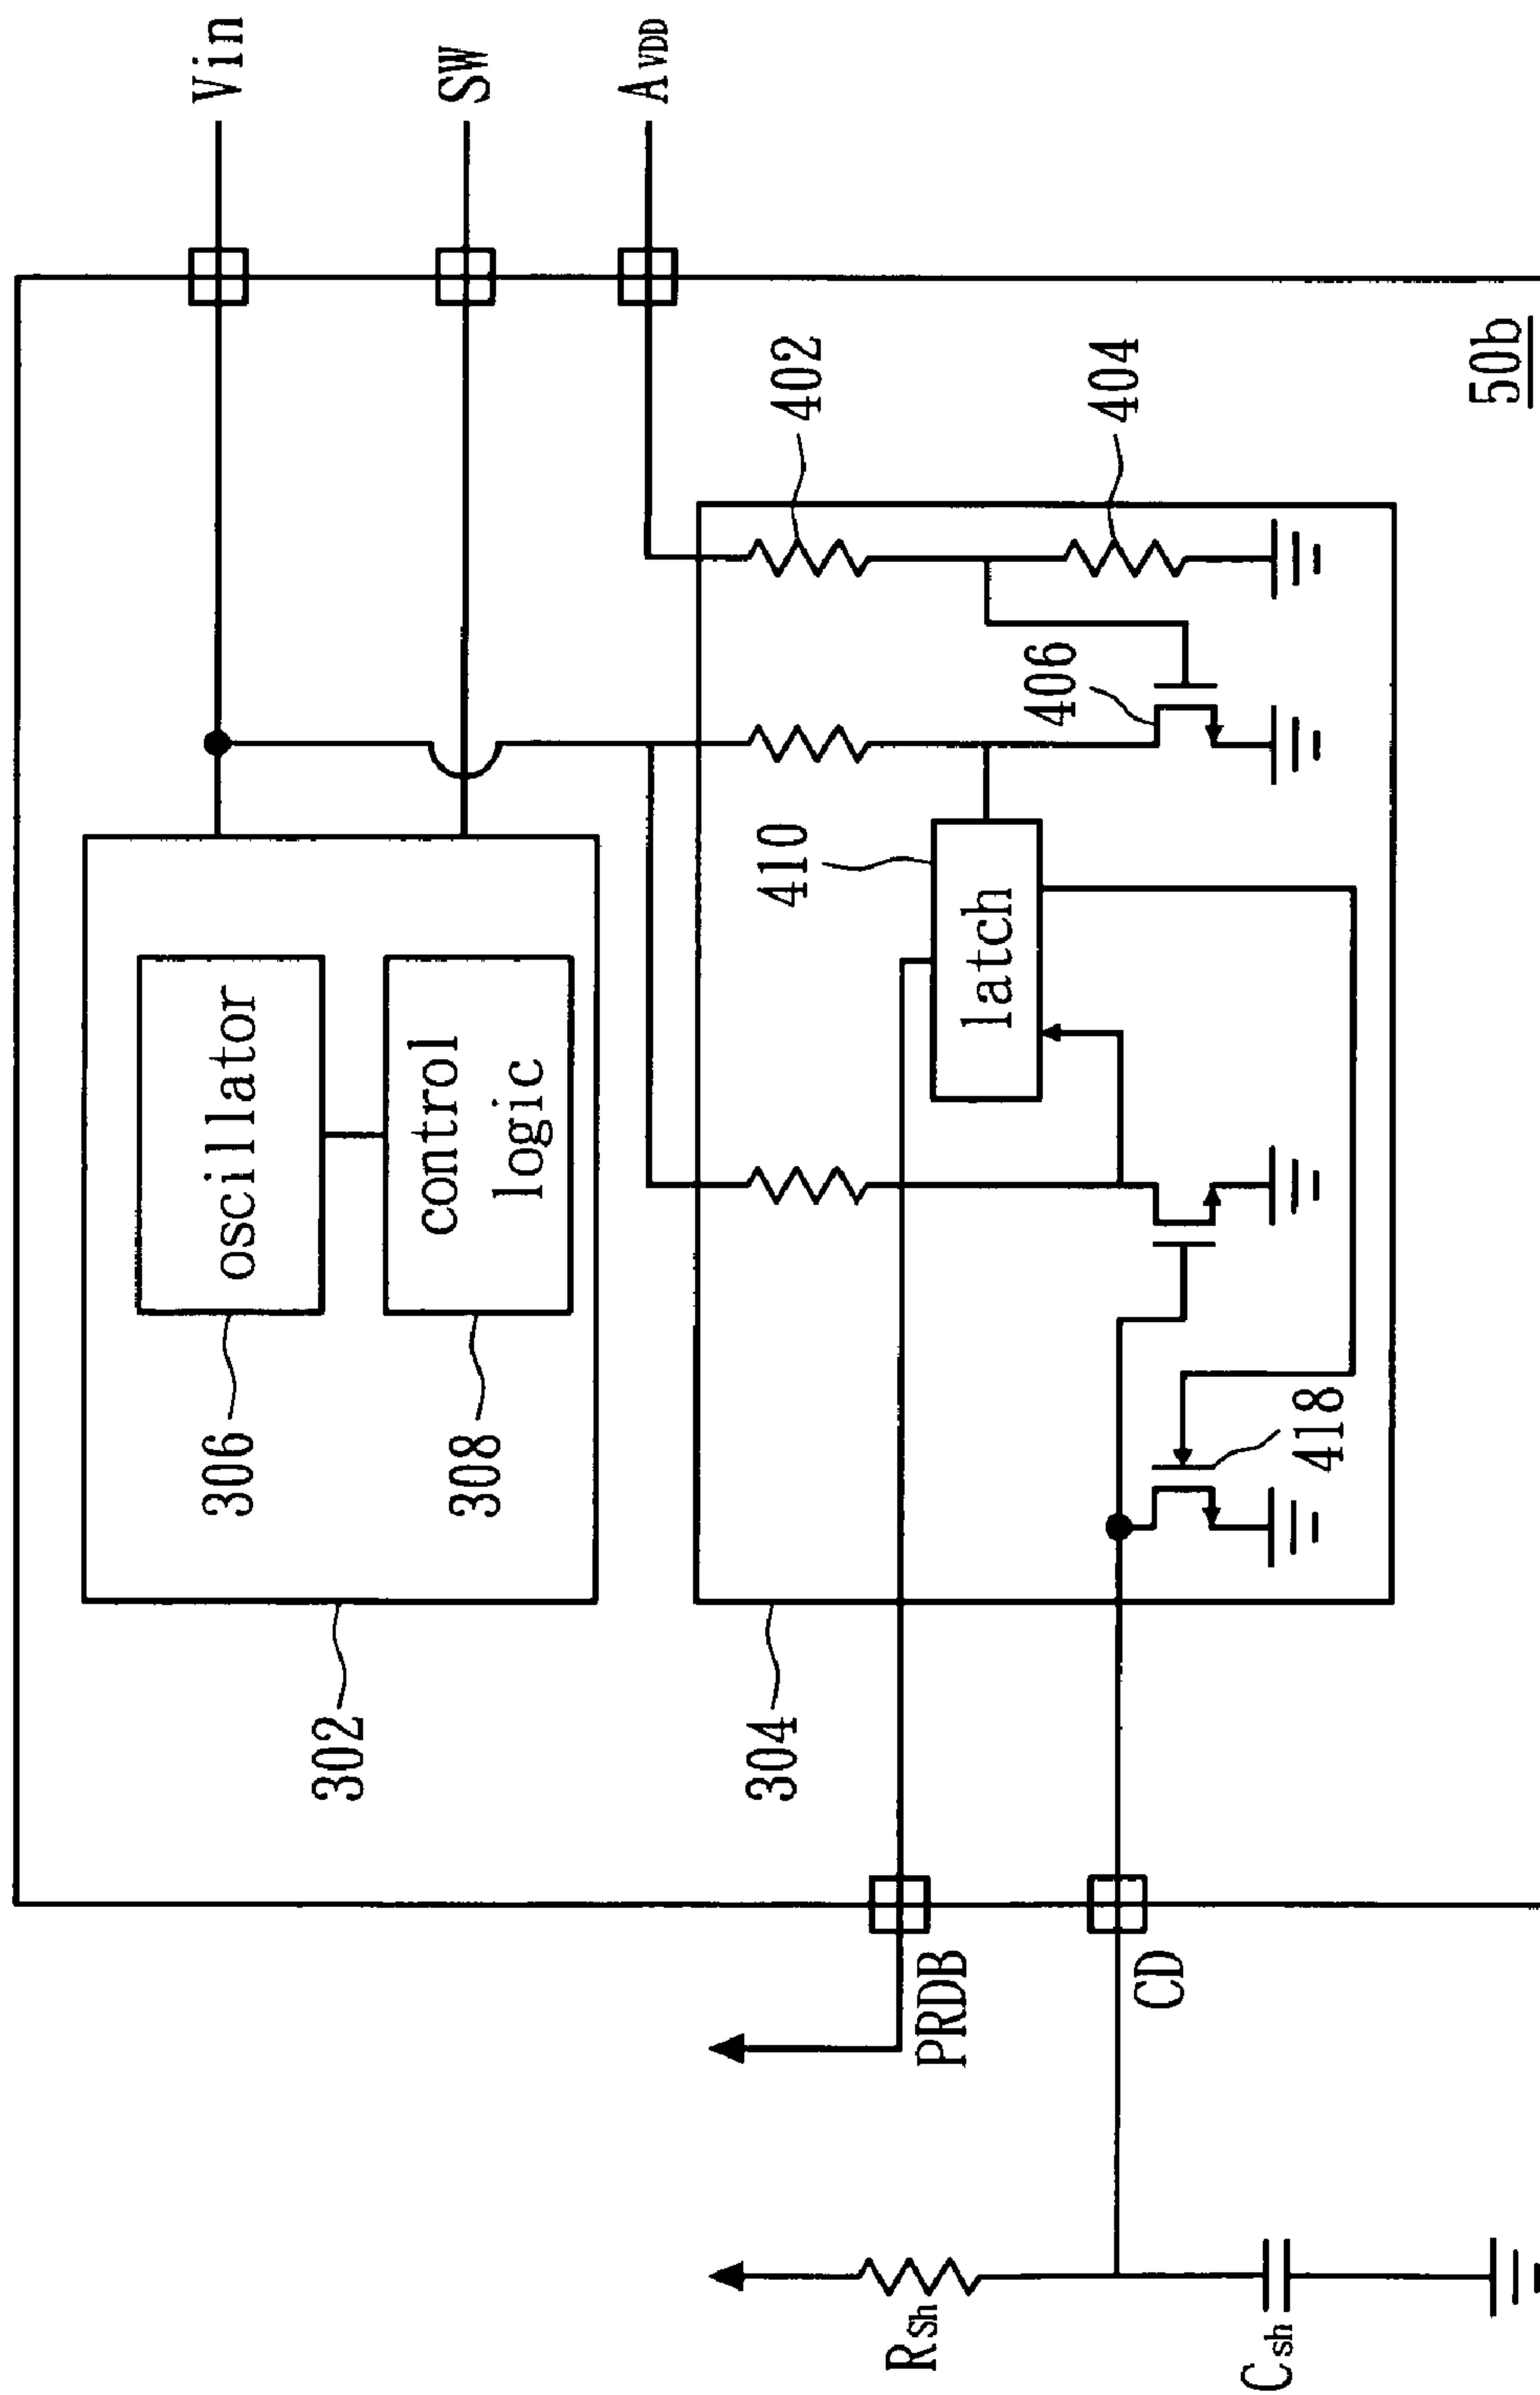 Vin
SW
AVDD
302
306
oscillator
308
control
logic
304
402
404
406
410
latch
418
PRDB
CD
Rsh
Csh
50b